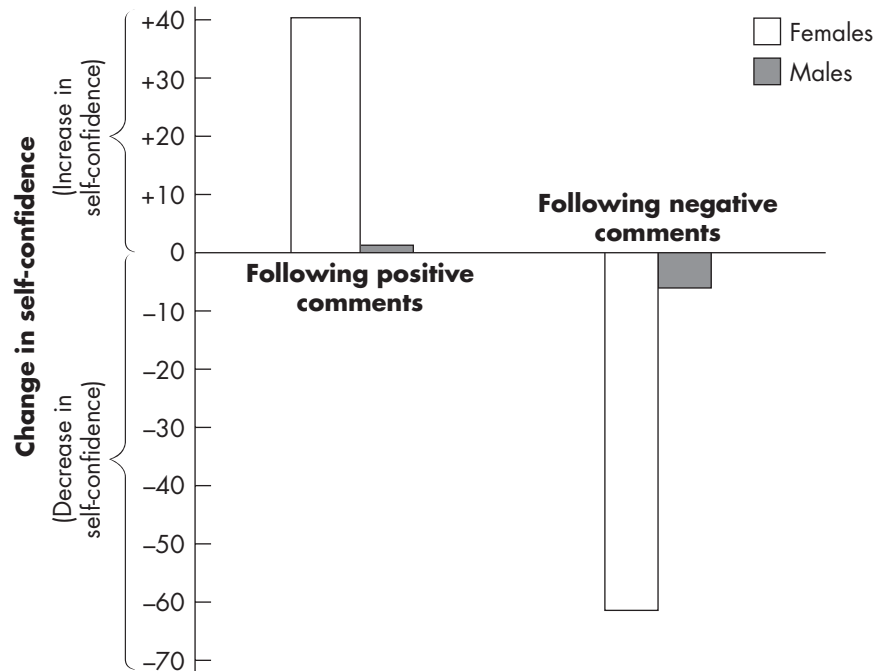 Change in self-confidence
(Increase in
self-confidence)
(Decrease in
self-confidence)
+40
+30
+20
+10
0
−10
−20
−30
−40
−50
−60
−70
Following positive
comments
Following negative
comments
Females
Males